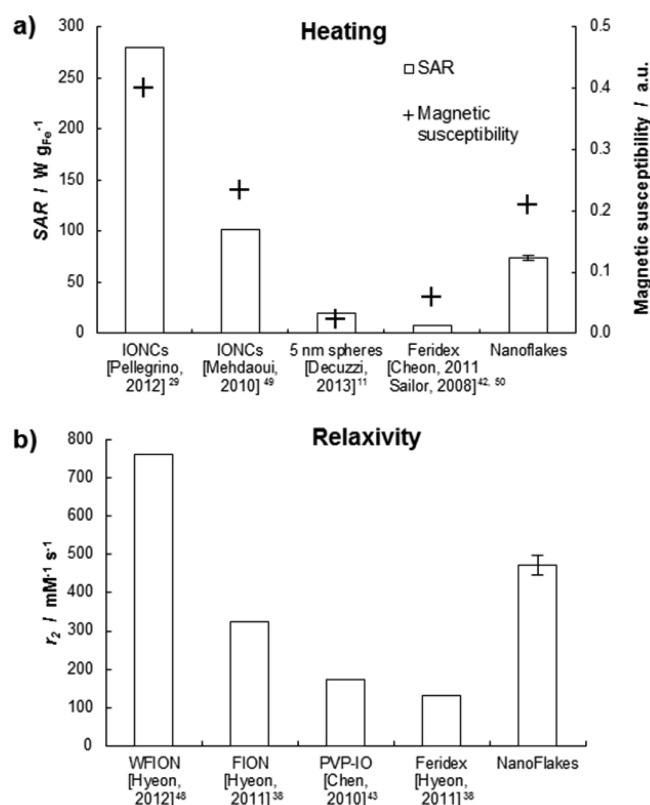 a)
Heating
SAR / W gFe-1
300
250
200
150
100
50
0
SAR
Magnetic
susceptibility
0.5
0.4
0.3
0.2
0.1
0.0
Magnetic susceptibility / a.u.
IONCs
[Pellegrino,
2012]29
IONCs
[Mehdaoui,
2010]49
5 nm spheres
[Decuzzi,
2013]11
Feridex
[Cheon, 2011
Sailor, 2008]42, 50
Nanoflakes
b)
Relaxivity
r2 / mM-1 s-1
800
700
600
500
400
300
200
100
0
WFION
[Hyeon,
2012]48
FION
[Hyeon,
2011]38
PVP-IO
[Chen,
2010]43
Feridex
[Hyeon,
2011]38
NanoFlakes